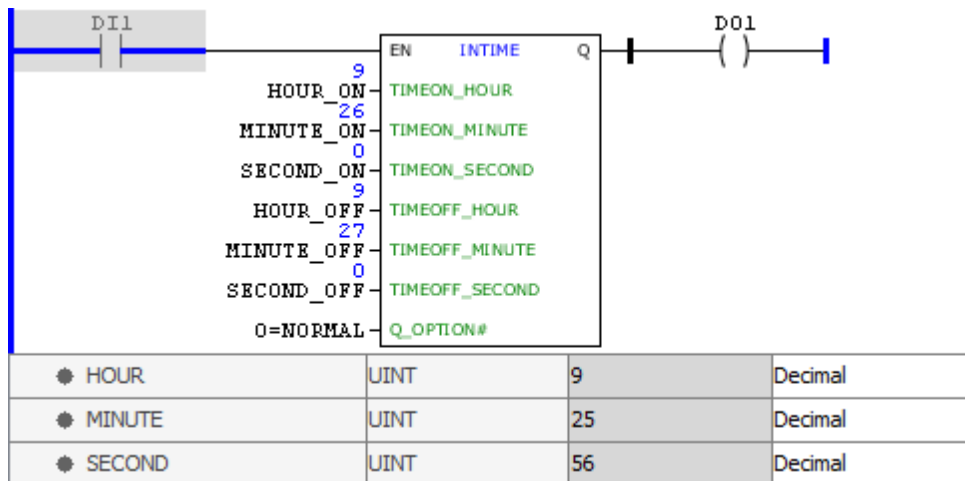 DI1 DO1
EN INTIME Q
9
HOUR_ON TIMEON_HOUR
26
MINUTE_ON TIMEON_MINUTE
0
SECOND_ON TIMEON_SECOND
9
HOUR_OFF TIMEOFF_HOUR
27
MINUTE_OFF TIMEOFF_MINUTE
0
SECOND_OFF TIMEOFF_SECOND
0=NORMAL Q_OPTION#
HOUR UINT 9 Decimal
MINUTE UINT 25 Decimal
SECOND UINT 56 Decimal